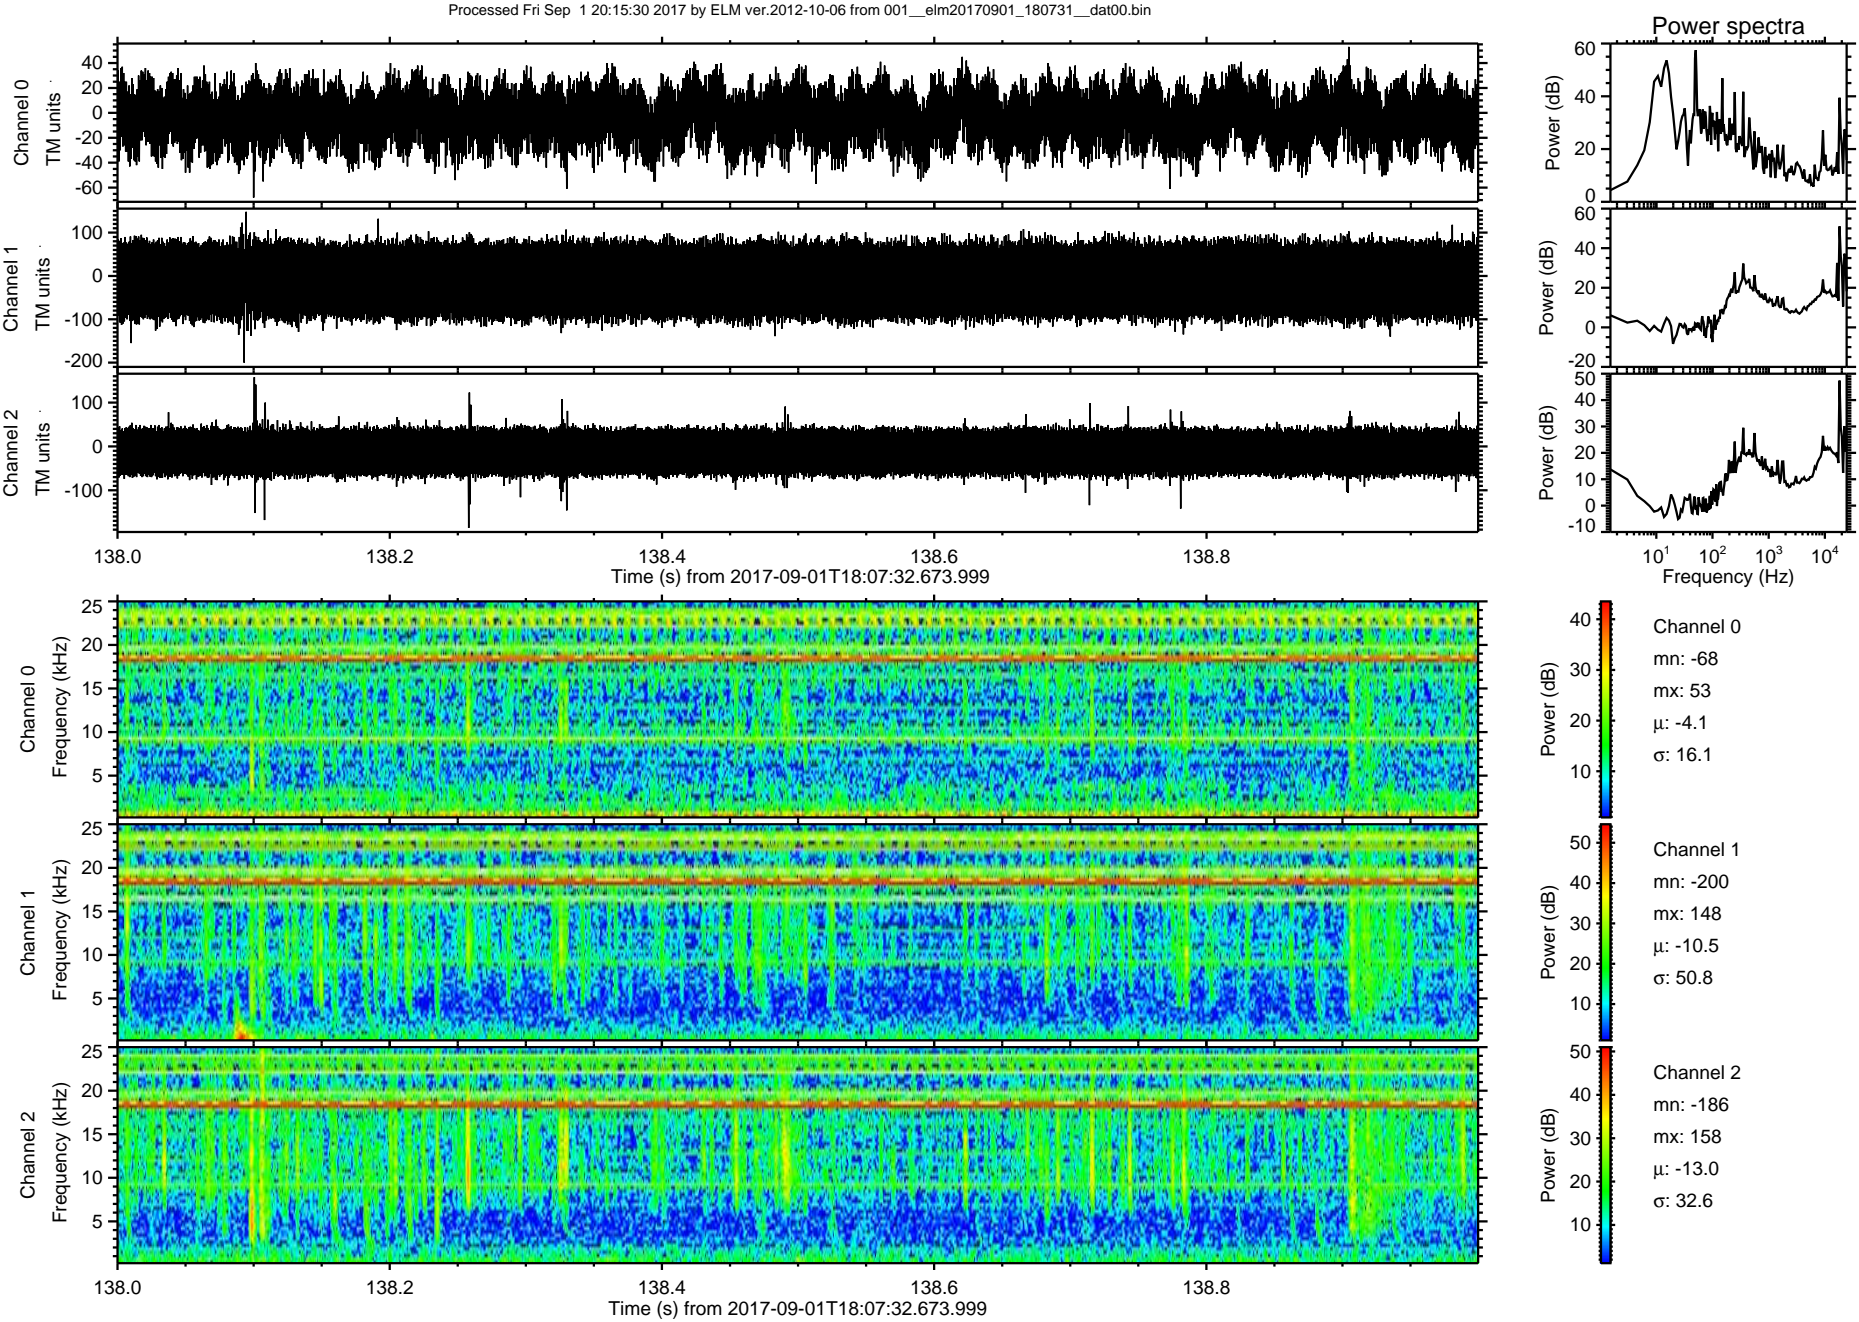 Processed Fri Sep  1 20:15:30 2017 by ELM ver.2012-10-06 from 001__elm20170901_180731__dat00.bin
Power spectra
Channel 0
TM units
40
20
0
-20
-40
-60
Power (dB)
60
40
20
0
Channel 1
TM units
100
0
-100
-200
Power (dB)
60
40
20
0
-20
Channel 2
TM units
100
0
-100
Power (dB)
50
40
30
20
10
0
-10
138.0
138.2
138.4
138.6
138.8
Time (s) from 2017-09-01T18:07:32.673.999
10^1
10^2
10^3
10^4
Frequency (Hz)
Channel 0
Frequency (kHz)
25
20
15
10
5
Power (dB)
40
30
20
10
Channel 0
mn: -68
mx: 53
μ: -4.1
σ: 16.1
Channel 1
Frequency (kHz)
25
20
15
10
5
Power (dB)
50
40
30
20
10
Channel 1
mn: -200
mx: 148
μ: -10.5
σ: 50.8
Channel 2
Frequency (kHz)
25
20
15
10
5
Power (dB)
50
40
30
20
10
Channel 2
mn: -186
mx: 158
μ: -13.0
σ: 32.6
138.0
138.2
138.4
138.6
138.8
Time (s) from 2017-09-01T18:07:32.673.999